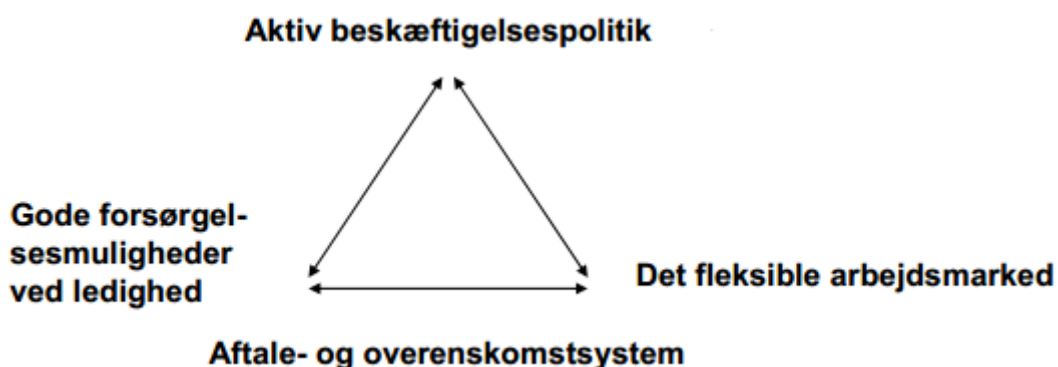 Aktiv beskæftigelsespolitik
Gode forsørgel-
sesmuligheder
ved ledighed
Det fleksible arbejdsmarked
Aftale- og overenskomstsystem